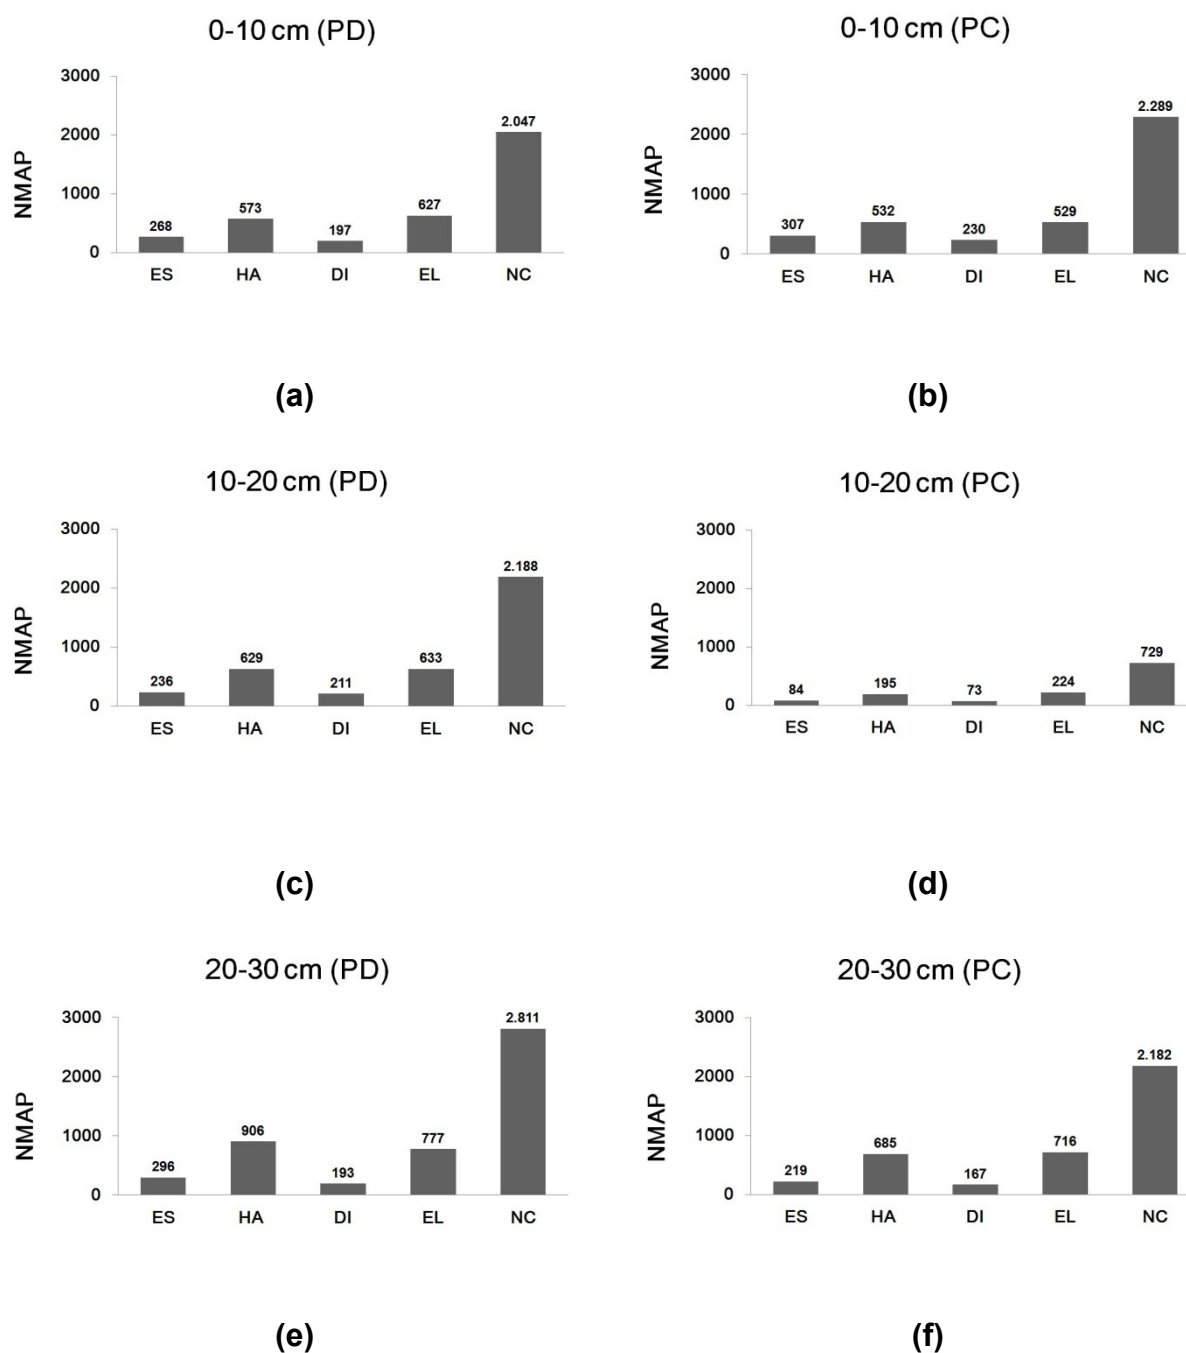 0-10 cm (PD)
NMAP
3000
2000
1000
0
268
573
197
627
2.047
ES HA DI EL NC
(a)
0-10 cm (PC)
NMAP
3000
2000
1000
0
307
532
230
529
2.289
ES HA DI EL NC
(b)
10-20 cm (PD)
NMAP
3000
2000
1000
0
236
629
211
633
2.188
ES HA DI EL NC
(c)
10-20 cm (PC)
NMAP
3000
2000
1000
0
84
195
73
224
729
ES HA DI EL NC
(d)
20-30 cm (PD)
NMAP
3000
2000
1000
0
296
906
193
777
2.811
ES HA DI EL NC
(e)
20-30 cm (PC)
NMAP
3000
2000
1000
0
219
685
167
716
2.182
ES HA DI EL NC
(f)